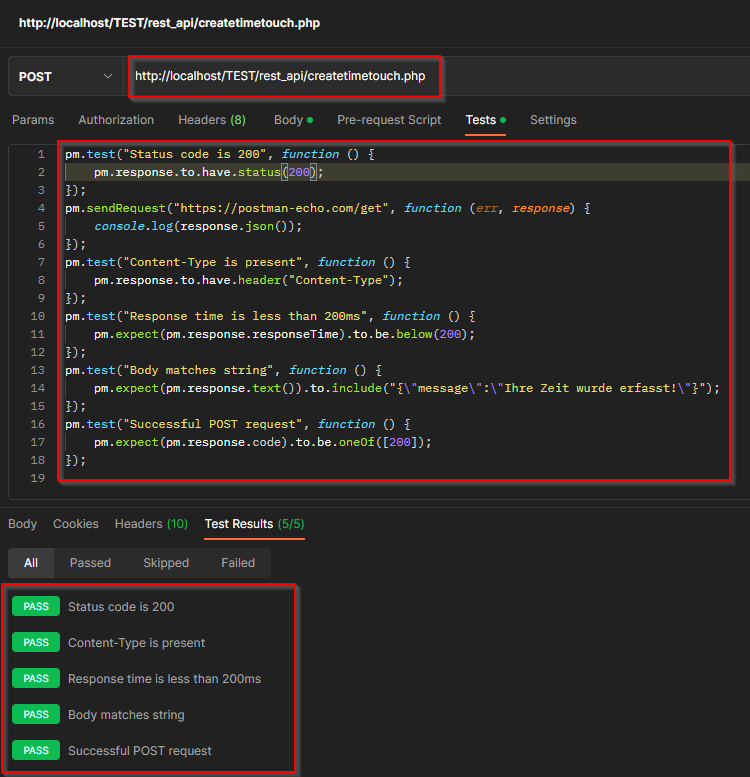 http://localhost/TEST/rest_api/createtimetouch.php
POST http://localhost/TEST/rest_api/createtimetouch.php
Params Authorization Headers (8) Body Pre-request Script Tests Settings
1 pm.test("Status code is 200", function () {
2     pm.response.to.have.status(200);
3 });
4 pm.sendRequest("https://postman-echo.com/get", function (err, response) {
5     console.log(response.json());
6 });
7 pm.test("Content-Type is present", function () {
8     pm.response.to.have.header("Content-Type");
9 });
10 pm.test("Response time is less than 200ms", function () {
11     pm.expect(pm.response.responseTime).to.be.below(200);
12 });
13 pm.test("Body matches string", function () {
14     pm.expect(pm.response.text()).to.include("{\"message\":\"Ihre Zeit wurde erfasst!\"}");
15 });
16 pm.test("Successful POST request", function () {
17     pm.expect(pm.response.code).to.be.oneOf([200]);
18 });
19
Body Cookies Headers (10) Test Results (5/5)
All Passed Skipped Failed
PASS Status code is 200
PASS Content-Type is present
PASS Response time is less than 200ms
PASS Body matches string
PASS Successful POST request